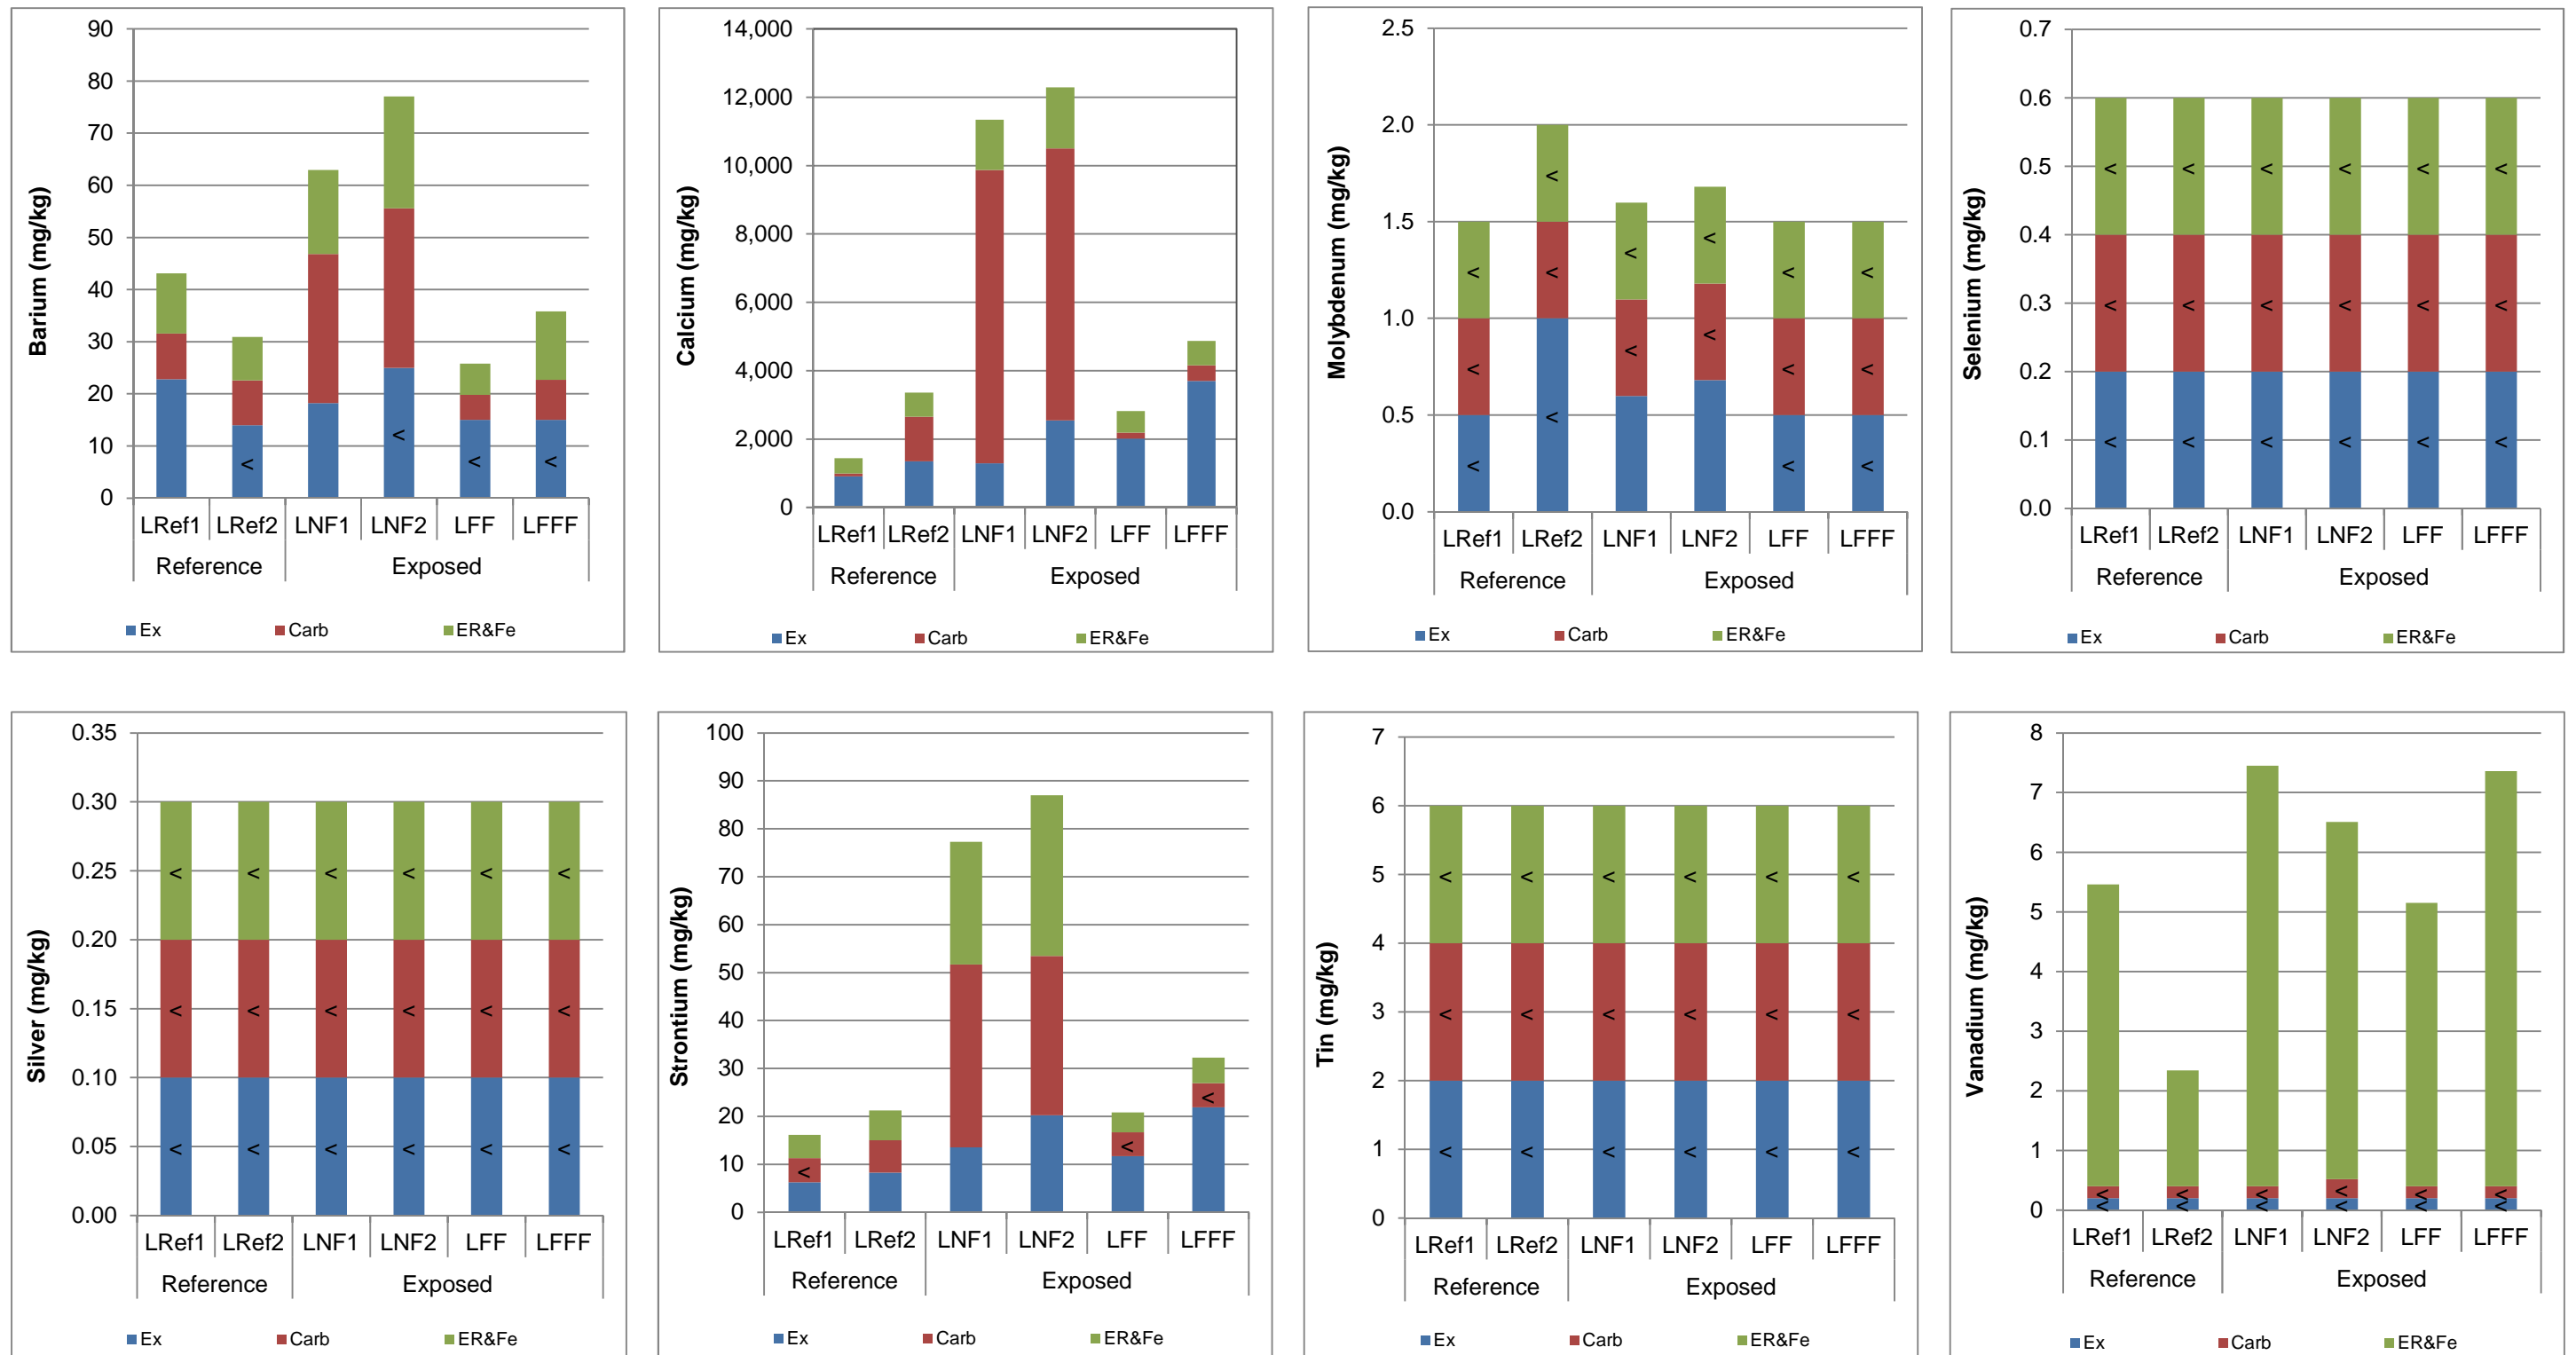 90
80
70
60
50
40
30
20
10
0
Barium (mg/kg)
< < < <
LRef1 LRef2 LNF1 LNF2 LFF LFFF
Reference Exposed
Ex Carb ER&Fe
14,000
12,000
10,000
8,000
6,000
4,000
2,000
0
Calcium (mg/kg)
LRef1 LRef2 LNF1 LNF2 LFF LFFF
Reference Exposed
Ex Carb ER&Fe
2.5
2.0
1.5
1.0
0.5
0.0
Molybdenum (mg/kg)
< < < < < <
< < < < < <
< < < <
LRef1 LRef2 LNF1 LNF2 LFF LFFF
Reference Exposed
Ex Carb ER&Fe
0.7
0.6
0.5
0.4
0.3
0.2
0.1
0.0
Selenium (mg/kg)
< < < < < <
< < < < < <
< < < < < <
LRef1 LRef2 LNF1 LNF2 LFF LFFF
Reference Exposed
Ex Carb ER&Fe
0.35
0.30
0.25
0.20
0.15
0.10
0.05
0.00
Silver (mg/kg)
< < < < < <
< < < < < <
< < < < < <
LRef1 LRef2 LNF1 LNF2 LFF LFFF
Reference Exposed
Ex Carb ER&Fe
100
90
80
70
60
50
40
30
20
10
0
Strontium (mg/kg)
< < <
LRef1 LRef2 LNF1 LNF2 LFF LFFF
Reference Exposed
Ex Carb ER&Fe
7
6
5
4
3
2
1
0
Tin (mg/kg)
< < < < < <
< < < < < <
< < < < < <
LRef1 LRef2 LNF1 LNF2 LFF LFFF
Reference Exposed
Ex Carb ER&Fe
8
7
6
5
4
3
2
1
0
Vanadium (mg/kg)
< < < < < <
< < < < < <
LRef1 LRef2 LNF1 LNF2 LFF LFFF
Reference Exposed
Ex Carb ER&Fe